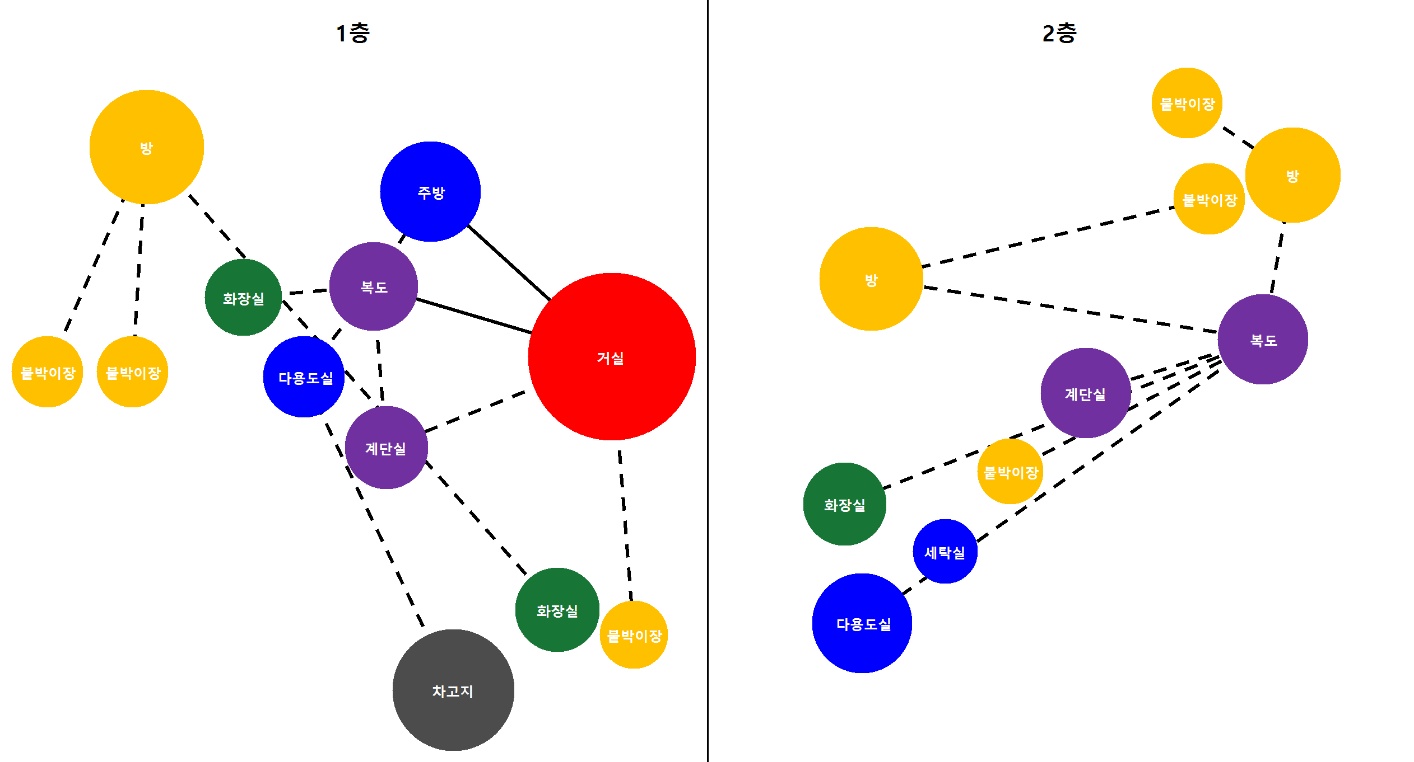 1층
방
주방
화장실
복도
다용도실
거실
붙박이장
붙박이장
계단실
화장실
붙박이장
차고지
2층
붙박이장
방
붙박이장
방
복도
계단실
붙박이장
화장실
세탁실
다용도실